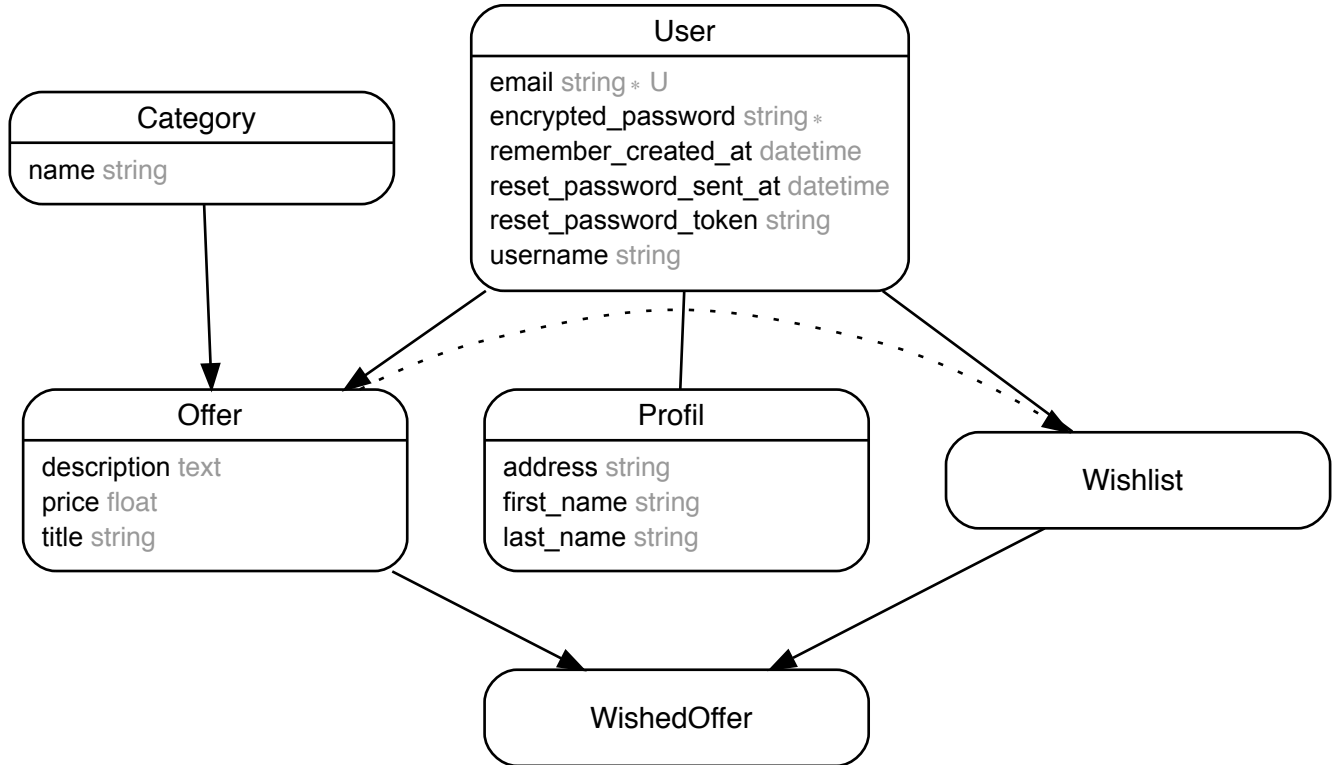 User
email string∗ U
encrypted_password string∗
remember_created_at datetime
reset_password_sent_at datetime
reset_password_token string
username string
Category
name string
Offer
description text
price float
title string
Profil
address string
first_name string
last_name string
Wishlist
WishedOffer